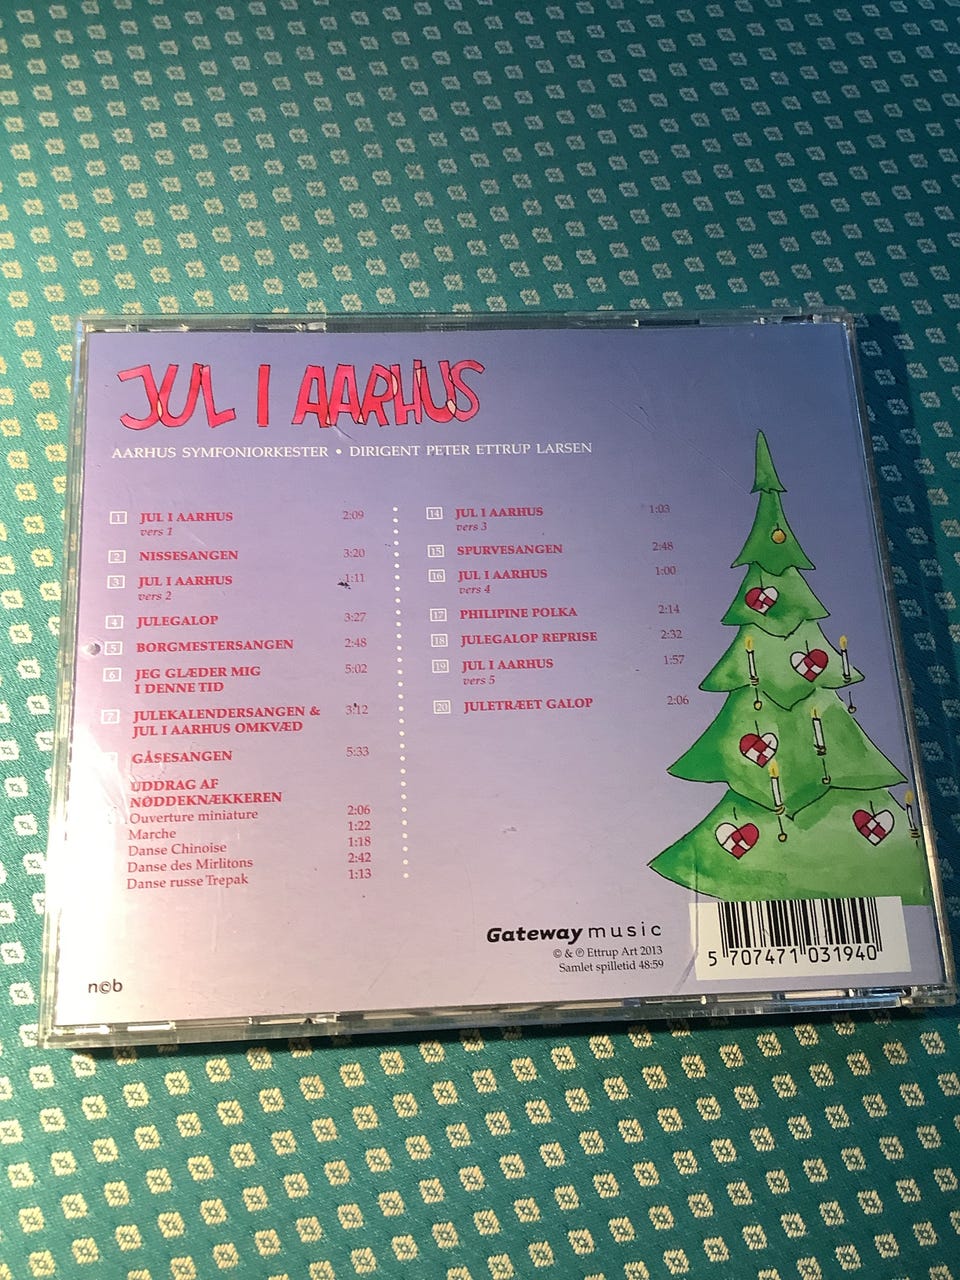 JUL I AARHUS
AARHUS SYMFONIORKESTER • DIRIGENT PETER ETTRUP LARSEN
1 JUL I AARHUS 2:09
vers 1
2 NISSESANGEN 3:20
3 JUL I AARHUS 1:11
vers 2
4 JULEGALOP 3:27
5 BORGMESTERSANGEN 2:48
6 JEG GLÆDER MIG 5:02
I DENNE TID
7 JULEKALENDERSANGEN & 3:12
JUL I AARHUS OMKVÆD
GÅSESANGEN 5:33
UDDRAG AF
NØDDEKNÆKKEREN
Ouverture miniature 2:06
Marche 1:22
Danse Chinoise 1:18
Danse des Mirlitons 2:42
Danse russe Trepak 1:13
14 JUL I AARHUS 1:03
vers 3
15 SPURVESANGEN 2:48
16 JUL I AARHUS 1:00
vers 4
17 PHILIPINE POLKA 2:14
18 JULEGALOP REPRISE 2:32
19 JUL I AARHUS 1:57
vers 5
20 JULETRÆET GALOP 2:06
Gateway music
© & ℗ Ettrup Art 2013
Samlet spilletid 48:59
5 707471 031940
n©b